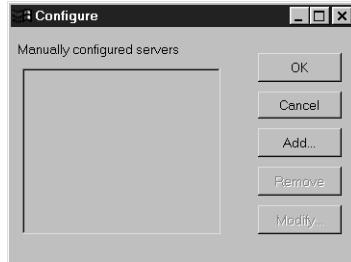 Configure
Manually configured servers
OK
Cancel
Add...
Remove
Modify...